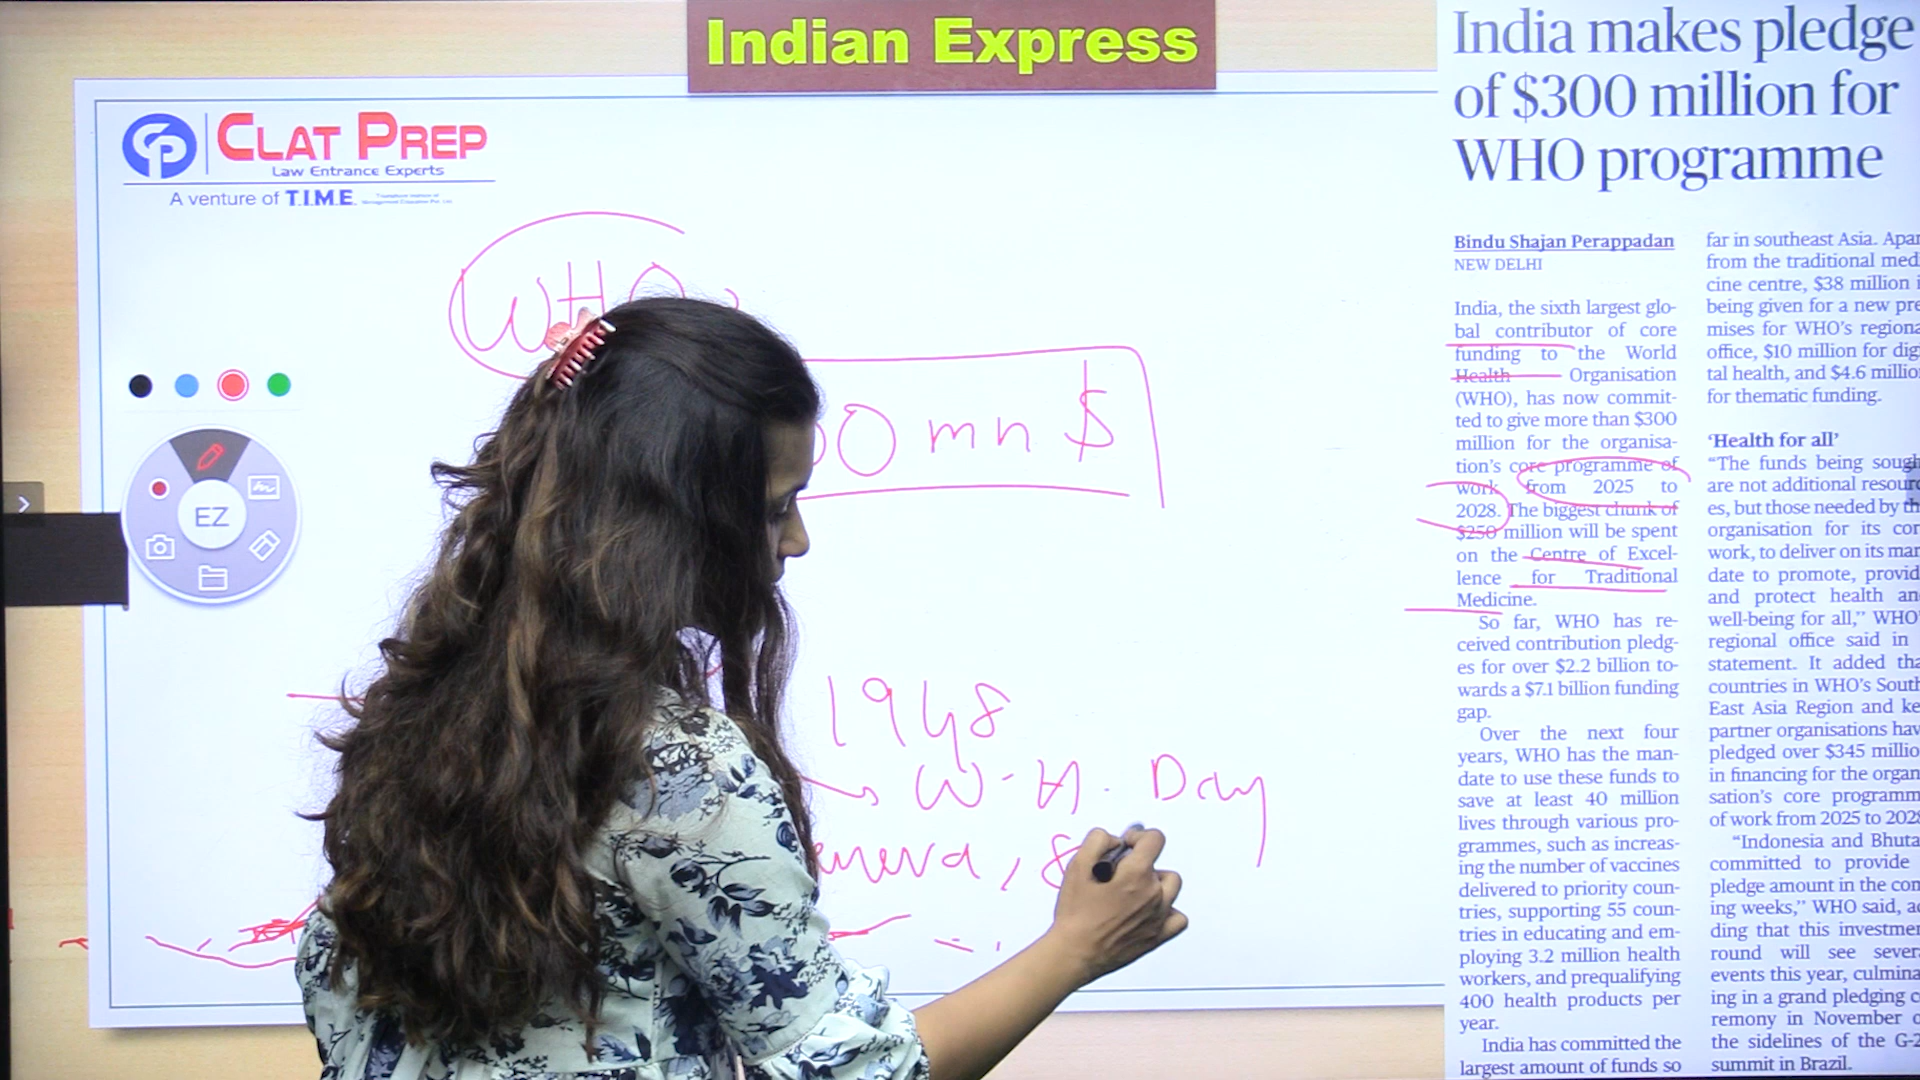 Indian Express
CLAT PREP
Law Entrance Experts
A venture of T.I.M.E.
EZ
WHO
mn $
1948
W-H. Day
India makes pledge
of $300 million for
WHO programme
Bindu Shajan Perappadan
NEW DELHI
India, the sixth largest glo-
bal contributor of core
funding to the World
Health Organisation
(WHO), has now commit-
ted to give more than $300
million for the organisa-
tion's core programme of
work from 2025 to
2028. The biggest chunk of
$250 million will be spent
on the Centre of Excel-
lence for Traditional
Medicine.
So far, WHO has re-
ceived contribution pledg-
es for over $2.2 billion to-
wards a $7.1 billion funding
gap.
Over the next four
years, WHO has the man-
date to use these funds to
save at least 40 million
lives through various pro-
grammes, such as increas-
ing the number of vaccines
delivered to priority coun-
tries, supporting 55 coun-
tries in educating and em-
ploying 3.2 million health
workers, and prequalifying
400 health products per
year.
India has committed the
largest amount of funds so
far in southeast Asia. Apar
from the traditional med
cine centre, $38 million i
being given for a new pre
mises for WHO's regiona
office, $10 million for dig
tal health, and $4.6 millio
for thematic funding.
'Health for all'
"The funds being sough
are not additional resourc
es, but those needed by th
organisation for its cor
work, to deliver on its man
date to promote, provid
and protect health an
well-being for all," WHO'
regional office said in
statement. It added tha
countries in WHO's South
East Asia Region and ke
partner organisations hav
pledged over $345 millio
in financing for the organ
sation's core programm
of work from 2025 to 2028
"Indonesia and Bhuta
committed to provide
pledge amount in the com
ing weeks," WHO said, ad
ding that this investmen
round will see severa
events this year, culmina
ing in a grand pledging c
remony in November o
the sidelines of the G-2
summit in Brazil.